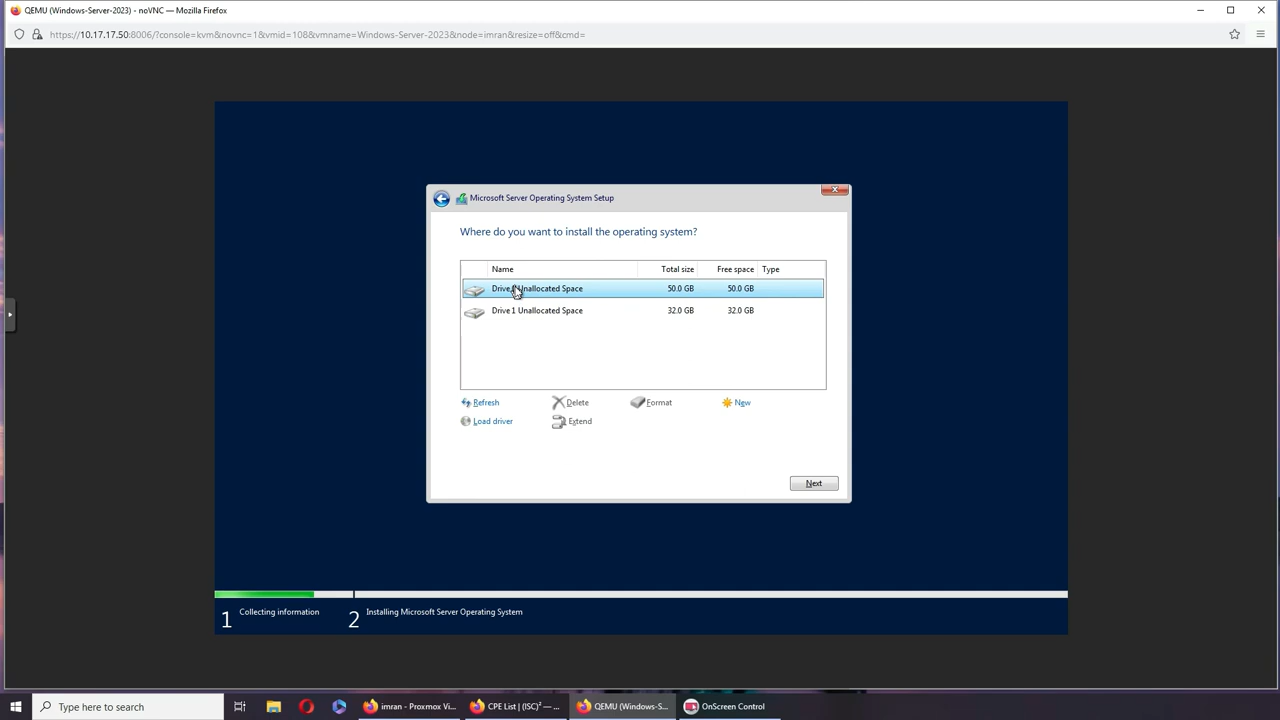 QEMU (Windows-Server-2023) - noVNC — Mozilla Firefox
https://10.17.17.50:8006/?console=kvm&novnc=1&vmid=108&vmname=Windows-Server-2023&node=imran&resize=off&cmd=
Microsoft Server Operating System Setup
Where do you want to install the operating system?
Name Total size Free space Type
Drive Unallocated Space 50.0 GB 50.0 GB
Drive 1 Unallocated Space 32.0 GB 32.0 GB
Refresh Delete Format New
Load driver Extend
Next
1 Collecting information 2 Installing Microsoft Server Operating System
Type here to search imran - Proxmox Vi... CPE List | (ISC)² — ... QEMU (Windows-S... OnScreen Control